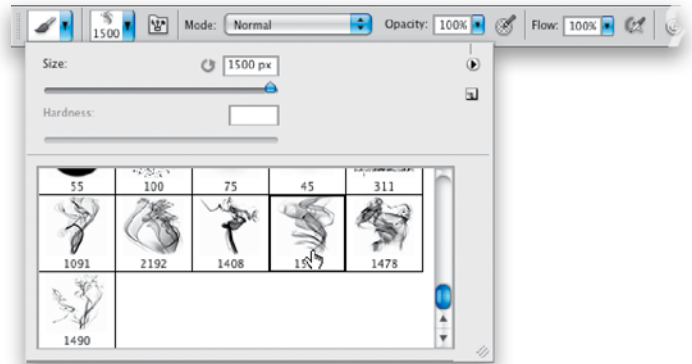 Mode: Normal Opacity: 100% Flow: 100%
1500
Size: 1500 px
Hardness:
55 100 75 45 311
1091 2192 1408 1478
1490